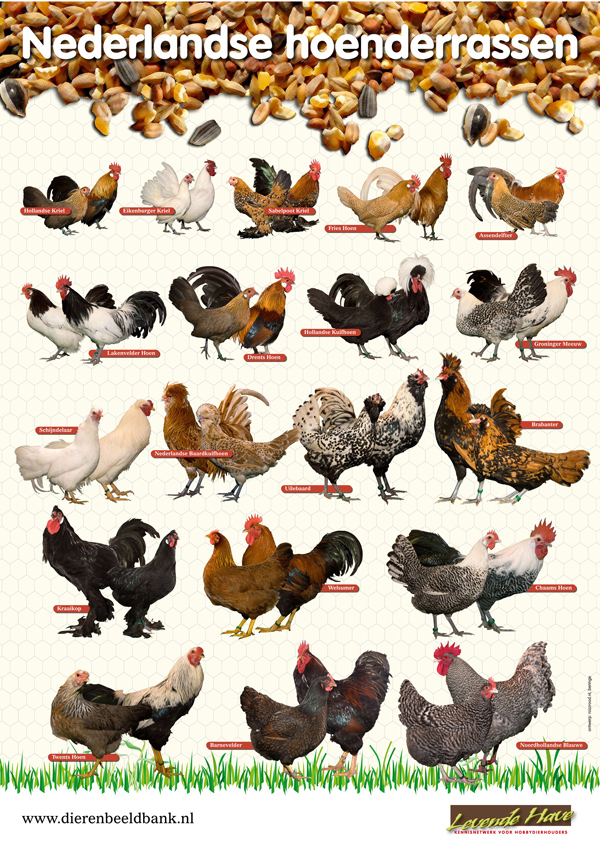 Nederlandse hoenderrassen
Hollandse Kriel
Eikenburger Kriel
Sabelpoot Kriel
Fries Hoen
Assendelfter
Lakenvelder Hoen
Drents Hoen
Hollandse Kuifhoen
Groninger Meeuw
Schijndelaar
Nederlandse Baardkuifhoen
Uilebaard
Brabanter
Kraaikop
Welsumer
Chaams Hoen
Twents Hoen
Barnevelder
Noordhollandse Blauwe
www.dierenbeeldbank.nl
Levende Have
KENNISNETWERK VOOR HOBBYDIERHOUDERS